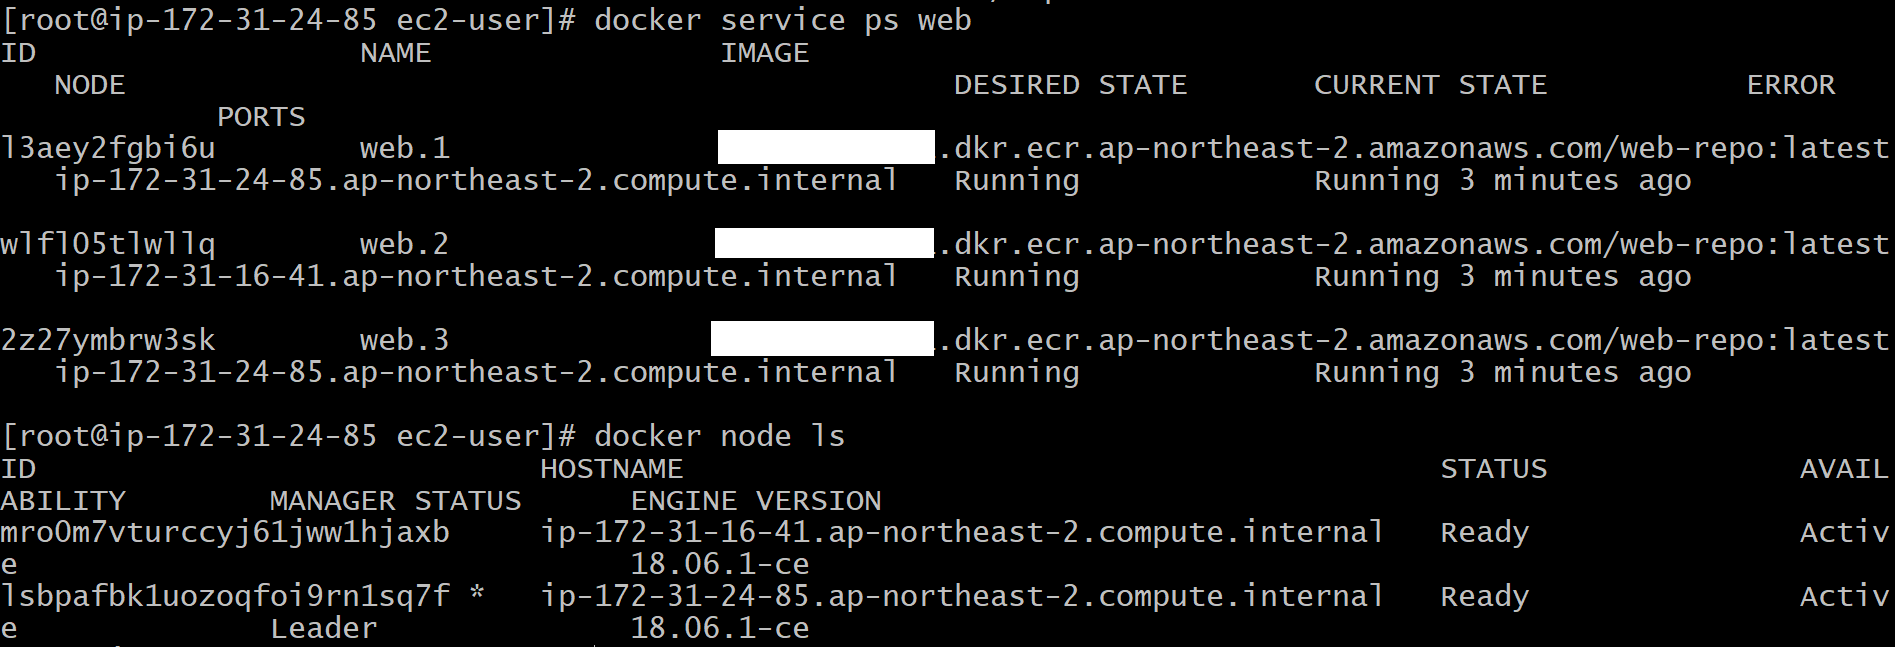 [root@ip-172-31-24-85 ec2-user]# docker service ps web
ID                  NAME                IMAGE
   NODE                                              DESIRED STATE       CURRENT STATE           ERROR
            PORTS
l3aey2fgbi6u        web.1               .dkr.ecr.ap-northeast-2.amazonaws.com/web-repo:latest
   ip-172-31-24-85.ap-northeast-2.compute.internal   Running             Running 3 minutes ago
wlfl05tlwllq        web.2               .dkr.ecr.ap-northeast-2.amazonaws.com/web-repo:latest
   ip-172-31-16-41.ap-northeast-2.compute.internal   Running             Running 3 minutes ago
2z27ymbrw3sk        web.3               .dkr.ecr.ap-northeast-2.amazonaws.com/web-repo:latest
   ip-172-31-24-85.ap-northeast-2.compute.internal   Running             Running 3 minutes ago
[root@ip-172-31-24-85 ec2-user]# docker node ls
ID                            HOSTNAME                                          STATUS              AVAIL
ABILITY        MANAGER STATUS      ENGINE VERSION
mro0m7vturccyj61jww1hjaxb     ip-172-31-16-41.ap-northeast-2.compute.internal   Ready               Activ
e                                  18.06.1-ce
lsbpafbk1uozoqfoi9rn1sq7f *   ip-172-31-24-85.ap-northeast-2.compute.internal   Ready               Activ
e              Leader              18.06.1-ce